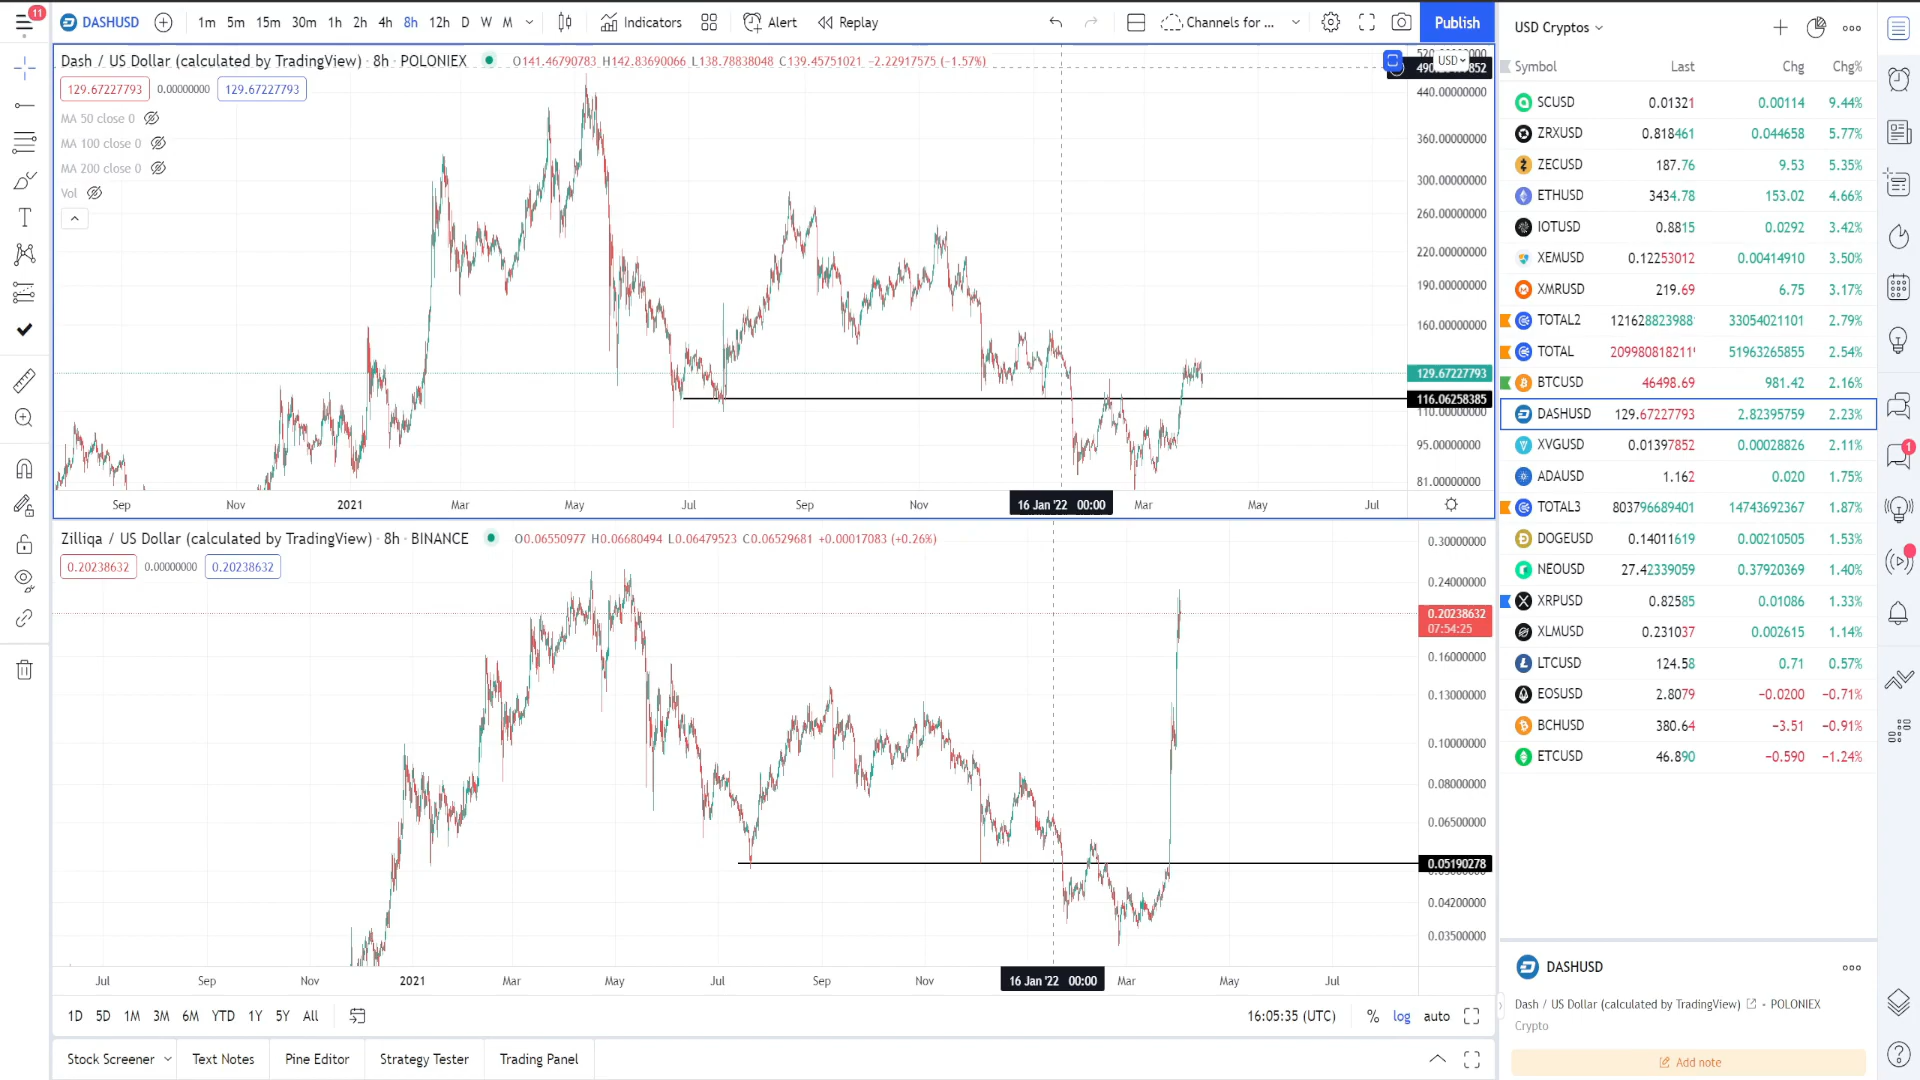 11
DASHUSD
1m 5m 15m 30m 1h 2h 4h 8h 12h D W M
Indicators
Alert
Replay
Channels for ...
Publish
Dash / US Dollar (calculated by TradingView) · 8h · POLONIEX
O141.46790783 H142.83690066 L138.78838048 C139.45751021 −2.22917575 (−1.57%)
129.67227793 0.00000000 129.67227793
MA 50 close 0
MA 100 close 0
MA 200 close 0
Vol
USD
440.00000000
360.00000000
300.00000000
260.00000000
220.00000000
190.00000000
160.00000000
129.67227793
116.06258385
110.00000000
95.00000000
81.00000000
Sep Nov 2021 Mar May Jul Sep Nov 16 Jan '22 00:00 Mar May Jul
Zilliqa / US Dollar (calculated by TradingView) · 8h · BINANCE
O0.06550977 H0.06680494 L0.06479523 C0.06529681 +0.00017083 (+0.26%)
0.20238632 0.00000000 0.20238632
0.30000000
0.24000000
0.20238632
07:54:25
0.16000000
0.13000000
0.10000000
0.08000000
0.06500000
0.05190278
0.04200000
0.03500000
Jul Sep Nov 2021 Mar May Jul Sep Nov 16 Jan '22 00:00 Mar May Jul
1D 5D 1M 3M 6M YTD 1Y 5Y All
16:05:35 (UTC) % log auto
Stock Screener Text Notes Pine Editor Strategy Tester Trading Panel
USD Cryptos
Symbol Last Chg Chg%
SCUSD 0.01321 0.00114 9.44%
ZRXUSD 0.818461 0.044658 5.77%
ZECUSD 187.76 9.53 5.35%
ETHUSD 3434.78 153.02 4.66%
IOTUSD 0.8815 0.0292 3.42%
XEMUSD 0.12253012 0.00414910 3.50%
XMRUSD 219.69 6.75 3.17%
TOTAL2 121628823988 33054021101 2.79%
TOTAL 209980818211 51963265855 2.54%
BTCUSD 46498.69 981.42 2.16%
DASHUSD 129.67227793 2.82395759 2.23%
XVGUSD 0.01397852 0.00028826 2.11%
ADAUSD 1.162 0.020 1.75%
TOTAL3 803796689401 14743692367 1.87%
DOGEUSD 0.14011619 0.00210505 1.53%
NEOUSD 27.42339059 0.37920369 1.40%
XRPUSD 0.82585 0.01086 1.33%
XLMUSD 0.231037 0.002615 1.14%
LTCUSD 124.58 0.71 0.57%
EOSUSD 2.8079 −0.0200 −0.71%
BCHUSD 380.64 −3.51 −0.91%
ETCUSD 46.890 −0.590 −1.24%
DASHUSD
Dash / US Dollar (calculated by TradingView) • POLONIEX
Crypto
Add note
1